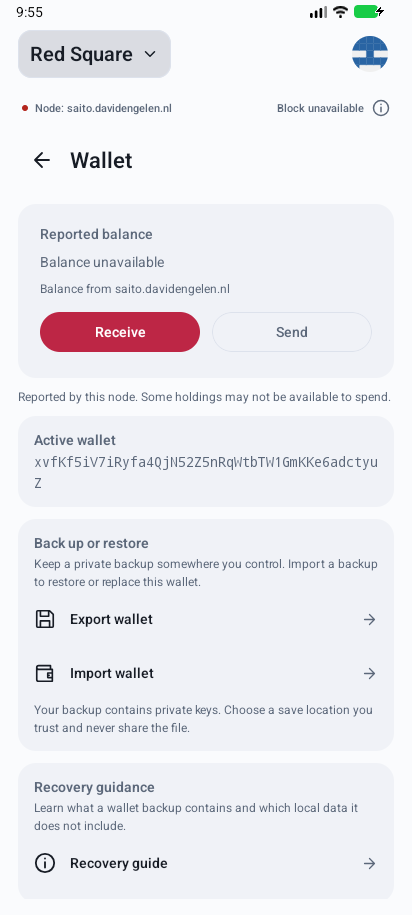 9:55
Red Square
Node: saito.davidengelen.nl
Block unavailable
Wallet
Reported balance
Balance unavailable
Balance from saito.davidengelen.nl
Receive
Send
Reported by this node. Some holdings may not be available to spend.
Active wallet
xvfKf5iV7iRyfa4QjN52Z5nRqWtbTW1GmKKe6adctyu
Z
Back up or restore
Keep a private backup somewhere you control. Import a backup
to restore or replace this wallet.
Export wallet
Import wallet
Your backup contains private keys. Choose a save location you
trust and never share the file.
Recovery guidance
Learn what a wallet backup contains and which local data it
does not include.
Recovery guide